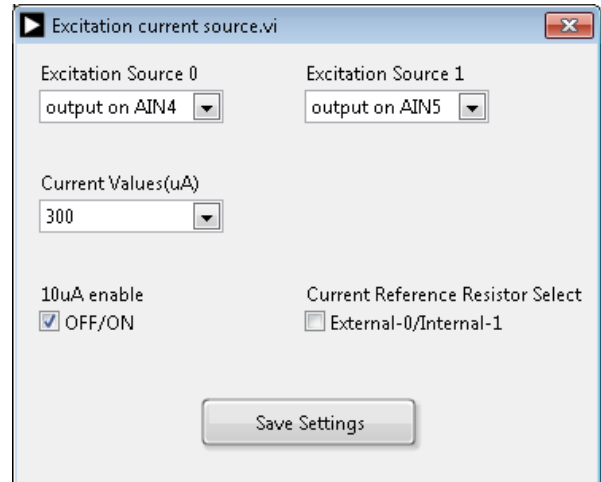 Excitation current source.vi
Excitation Source 0
Excitation Source 1
output on AIN4
output on AIN5
Current Values(uA)
300
10uA enable
Current Reference Resistor Select
OFF/ON
External-0/Internal-1
Save Settings